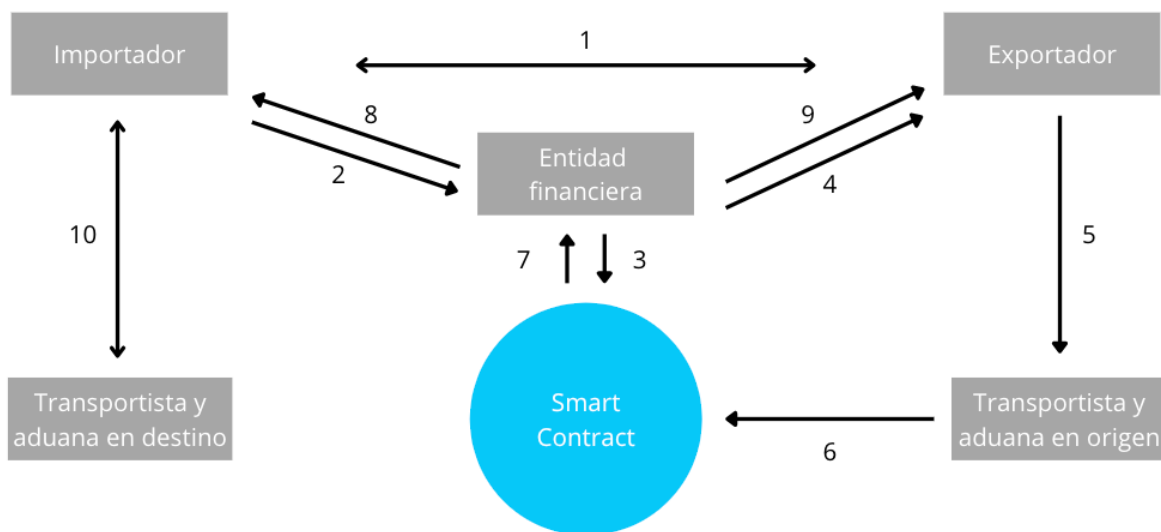 1
Importador
Exportador
8
9
Entidad
financiera
2
4
10
7
3
5
Smart
Contract
Transportista y
aduana en destino
Transportista y
aduana en origen
6